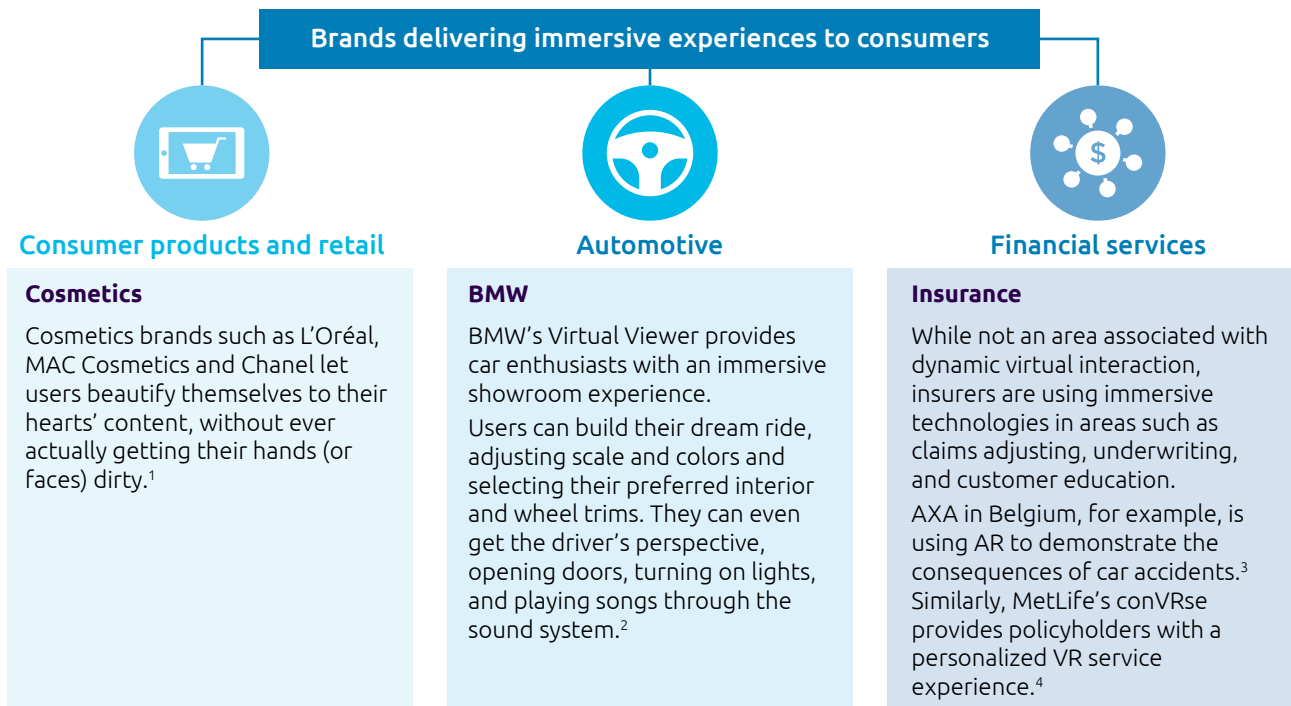 Brands delivering immersive experiences to consumers
$
Consumer products and retail
Cosmetics
Cosmetics brands such as L’Oréal,
MAC Cosmetics and Chanel let
users beautify themselves to their
hearts’ content, without ever
actually getting their hands (or
faces) dirty.¹
Automotive
BMW
BMW’s Virtual Viewer provides
car enthusiasts with an immersive
showroom experience.
Users can build their dream ride,
adjusting scale and colors and
selecting their preferred interior
and wheel trims. They can even
get the driver’s perspective,
opening doors, turning on lights,
and playing songs through the
sound system.²
Financial services
Insurance
While not an area associated with
dynamic virtual interaction,
insurers are using immersive
technologies in areas such as
claims adjusting, underwriting,
and customer education.
AXA in Belgium, for example, is
using AR to demonstrate the
consequences of car accidents.³
Similarly, MetLife’s conVRse
provides policyholders with a
personalized VR service
experience.⁴